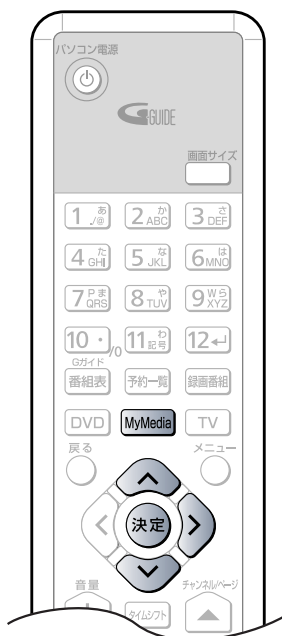 パソコン電源
GGUIDE
画面サイズ
1 あ ./@ 2 か ABC 3 さ DEF
4 た GHI 5 な JKL 6 は MNO
7 P ま QRS 8 や TUV 9 W ら XYZ
10 ・ /0 11 わ 記号 12 ↵
Gガイド
番組表 予約一覧 録画番組
DVD MyMedia TV
戻る メニュー
決定
音量 チャンネル/ページ
タイムシフト